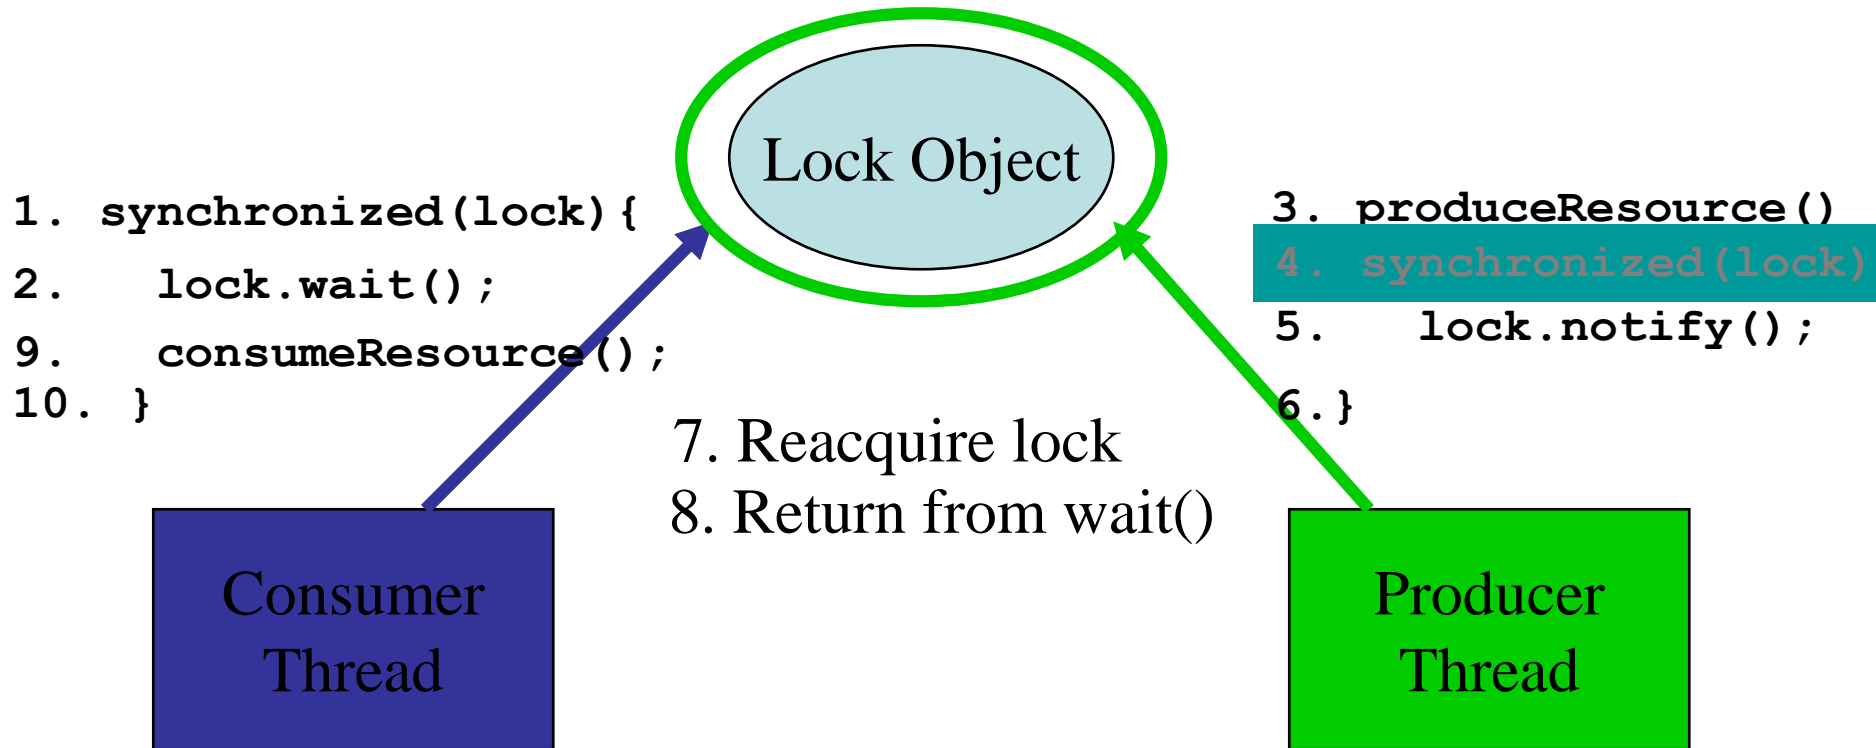 Lock Object
1. synchronized(lock){
2. lock.wait();
9. consumeResource();
10. }
3. produceResource()
4. synchronized(lock)
5. lock.notify();
6.}
7. Reacquire lock
8. Return from wait()
Consumer
Thread
Producer
Thread